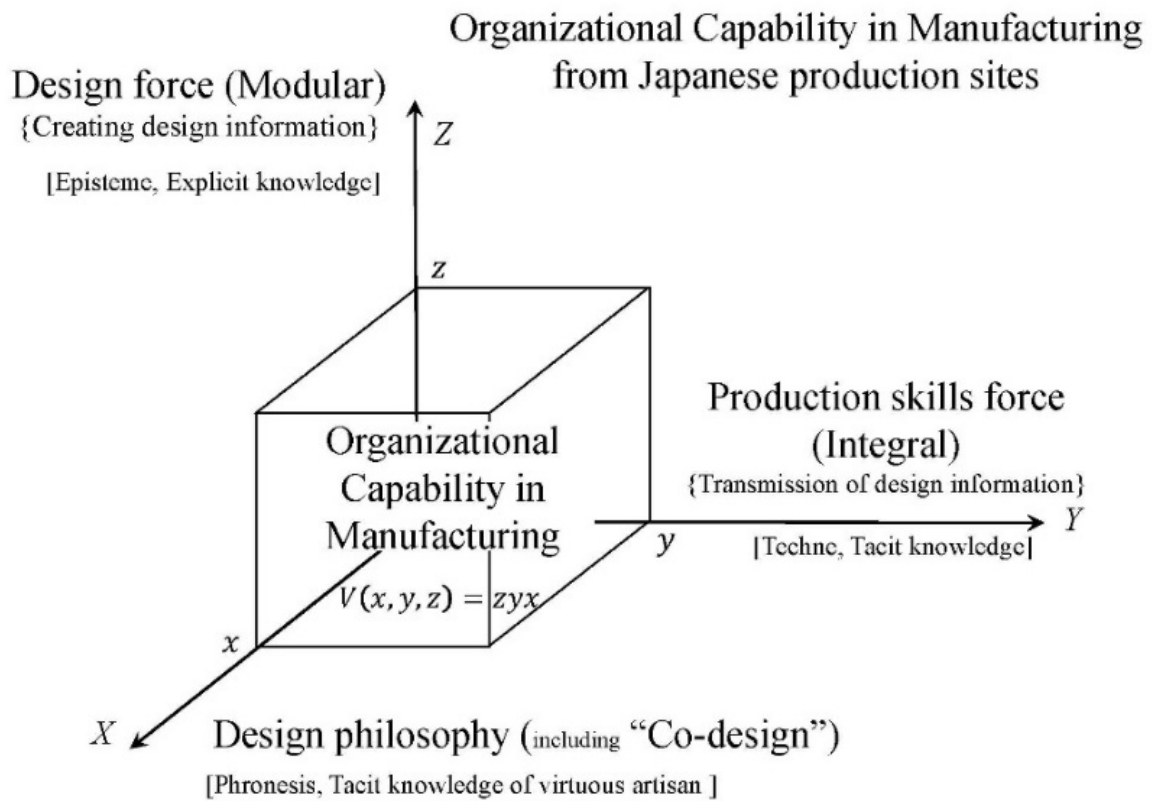 Organizational Capability in Manufacturing
from Japanese production sites
Design force (Modular)
{Creating design information}
[Episteme, Explicit knowledge]
Z
z
Production skills force
(Integral)
{Transmission of design information}
Y
y
[Techne, Tacit knowledge]
Organizational
Capability in
Manufacturing
V(x, y, z) = zyx
x
X
Design philosophy (including “Co-design”)
[Phronesis, Tacit knowledge of virtuous artisan ]